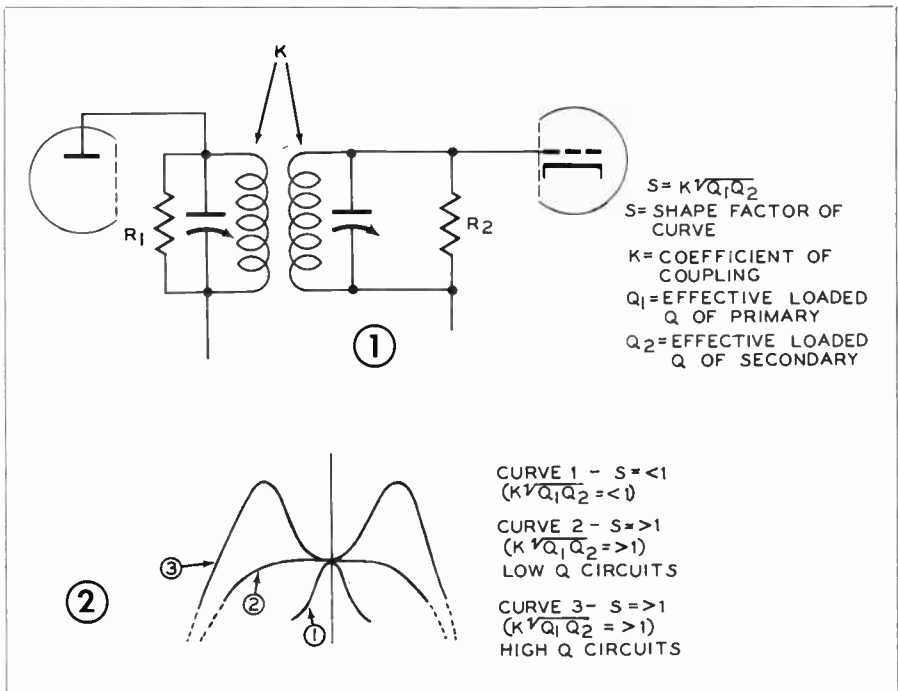 K
R1
R2
S = K√Q1Q2
S = SHAPE FACTOR OF
CURVE
K = COEFFICIENT OF
COUPLING
Q1 = EFFECTIVE LOADED
Q OF PRIMARY
Q2 = EFFECTIVE LOADED
Q OF SECONDARY
1
CURVE 1 - S = <1
(K√Q1Q2 = <1)
CURVE 2 - S = >1
(K√Q1Q2 = >1)
LOW Q CIRCUITS
CURVE 3 - S = >1
(K√Q1Q2 = >1)
HIGH Q CIRCUITS
3
2
1
2